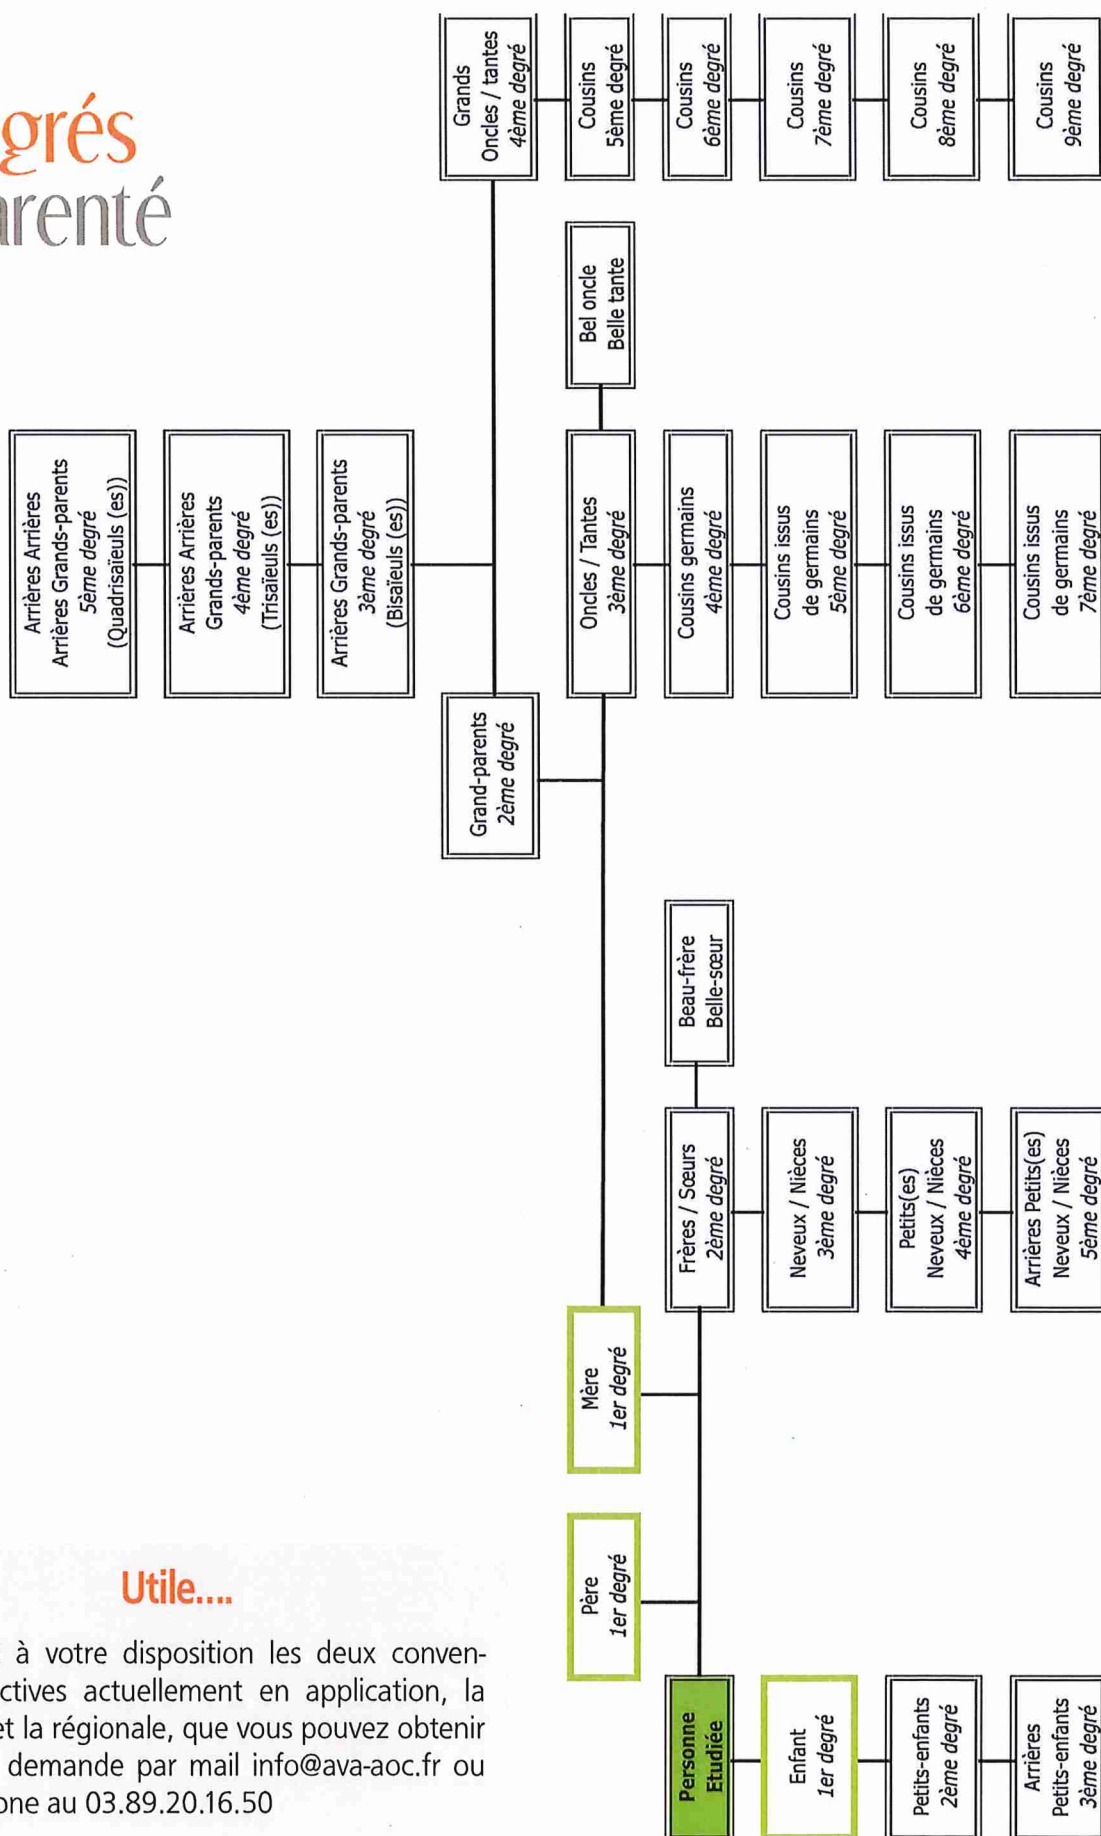 grés
arenté
Arrières Arrières
Arrières Grands-parents
5ème degré
(Quadrisaïeuls (es))
Arrières Arrières
Grands-parents
4ème degré
(Trisaïeuls (es))
Arrières Grands-parents
3ème degré
(Bisaïeuls (es))
Grand-parents
2ème degré
Grands
Oncles / tantes
4ème degré
Cousins
5ème degré
Cousins
6ème degré
Cousins
7ème degré
Cousins
8ème degré
Cousins
9ème degré
Bel oncle
Belle tante
Oncles / Tantes
3ème degré
Cousins germains
4ème degré
Cousins issus
de germains
5ème degré
Cousins issus
de germains
6ème degré
Cousins issus
de germains
7ème degré
Beau-frère
Belle-sœur
Frères / Sœurs
2ème degré
Neveux / Nièces
3ème degré
Petits(es)
Neveux / Nièces
4ème degré
Arrières Petits(es)
Neveux / Nièces
5ème degré
Mère
1er degré
Père
1er degré
Personne
Etudiée
Enfant
1er degré
Petits-enfants
2ème degré
Arrières
Petits-enfants
3ème degré
Utile....
à votre disposition les deux conven-
ctives actuellement en application, la
et la régionale, que vous pouvez obtenir
demande par mail info@ava-aoc.fr ou
one au 03.89.20.16.50